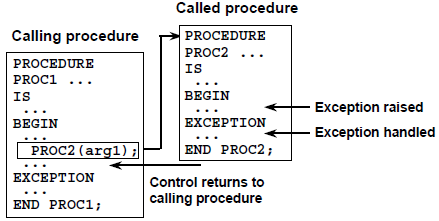 Calling procedure
PROCEDURE
PROC1 ...
IS
...
BEGIN
...
PROC2(arg1);
...
EXCEPTION
...
END PROC1;
Called procedure
PROCEDURE
PROC2 ...
IS
...
BEGIN
...
EXCEPTION
...
END PROC2;
Exception raised
Exception handled
Control returns to
calling procedure